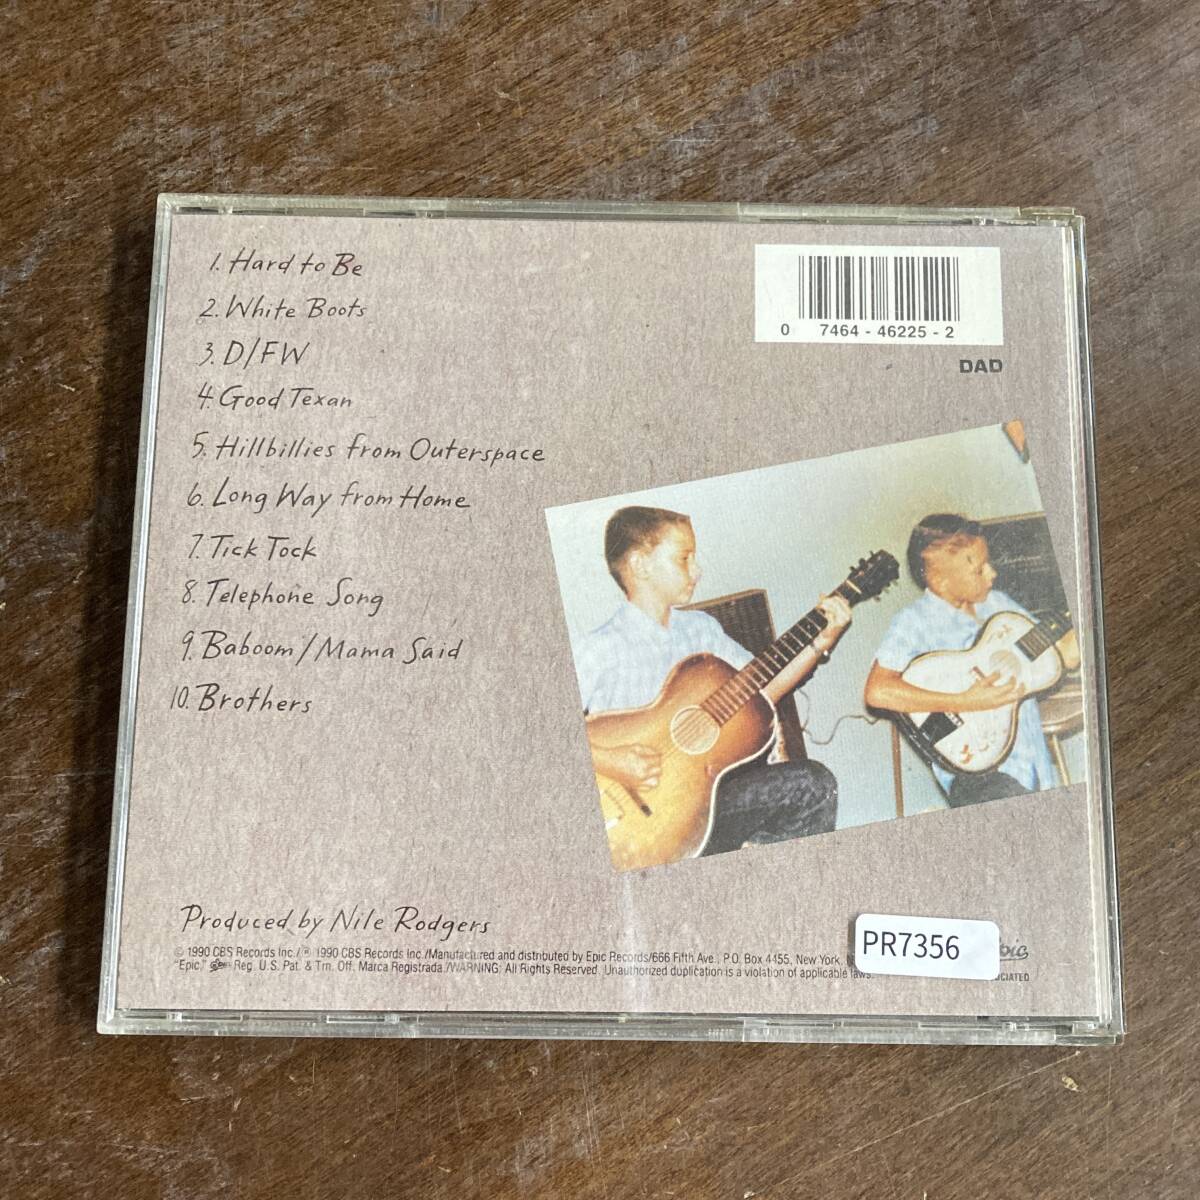 1. Hard to Be
2. White Boots
3. D/FW
4. Good Texan
5. Hillbillies from Outerspace
6. Long Way from Home
7. Tick Tock
8. Telephone Song
9. Baboom/Mama Said
10. Brothers
0 7464 - 46225 - 2
DAD
Produced by Nile Rodgers
© 1990 CBS Records Inc./℗ 1990 CBS Records Inc./Manufactured and distributed by Epic Records/666 Fifth Ave., P.O. Box 4455, New York,
"Epic," Reg. U.S. Pat. & Tm. Off. Marca Registrada./WARNING: All Rights Reserved. Unauthorized duplication is a violation of applicable laws.
PR7356